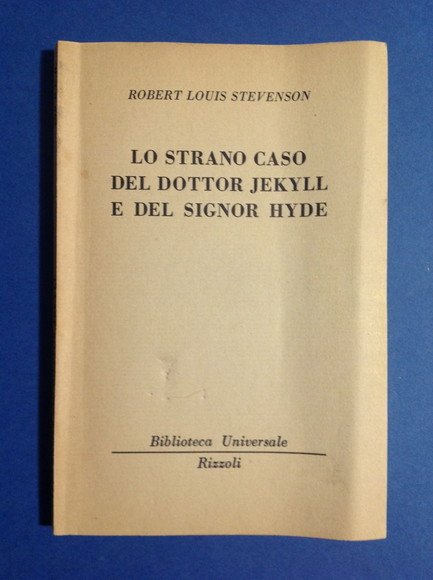 ROBERT LOUIS STEVENSON
LO STRANO CASO
DEL DOTTOR JEKYLL
E DEL SIGNOR HYDE
Biblioteca Universale
Rizzoli